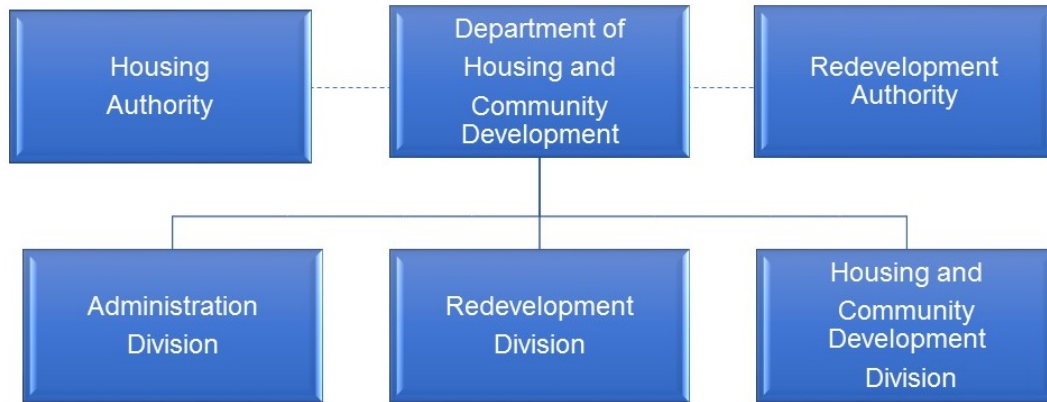 Housing
Authority
Department of
Housing and
Community
Development
Redevelopment
Authority
Administration
Division
Redevelopment
Division
Housing and
Community
Development
Division